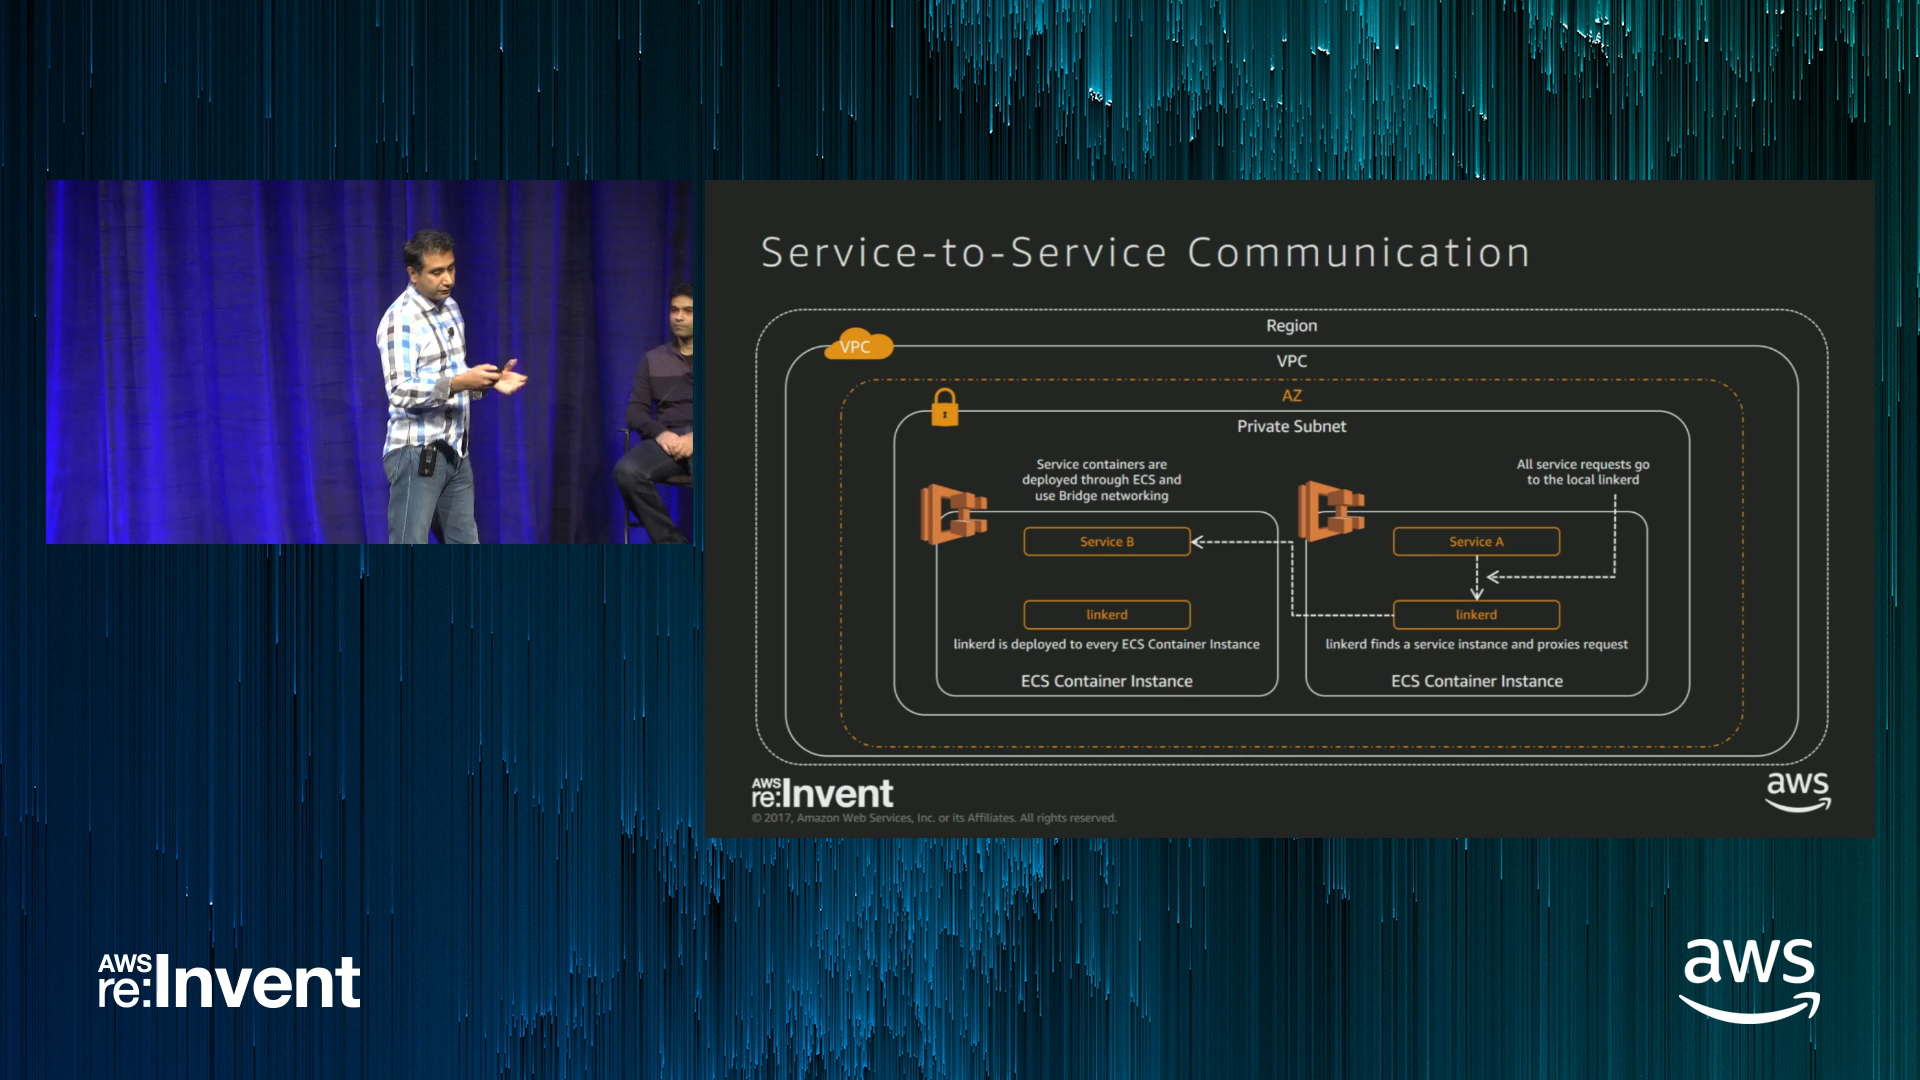 Service-to-Service Communication
Region
VPC
VPC
AZ
Private Subnet
Service containers are
deployed through ECS and
use Bridge networking
All service requests go
to the local linkerd
Service B
Service A
linkerd
linkerd
linkerd is deployed to every ECS Container Instance
linkerd finds a service instance and proxies request
ECS Container Instance
ECS Container Instance
AWS
re:Invent
aws
© 2017, Amazon Web Services, Inc. or its Affiliates. All rights reserved.
AWS
re:Invent
aws